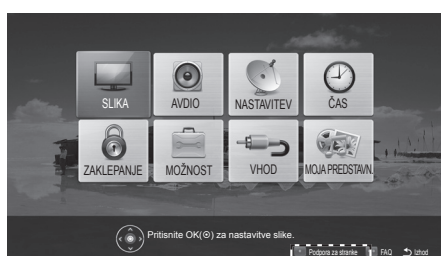 SLIKA AVDIO NASTAVITEV ČAS
ZAKLEPANJE MOŽNOST VHOD MOJA PREDSTAVN.
Pritisnite OK(⊙) za nastavitve slike.
Podpora za stranke FAQ Izhod